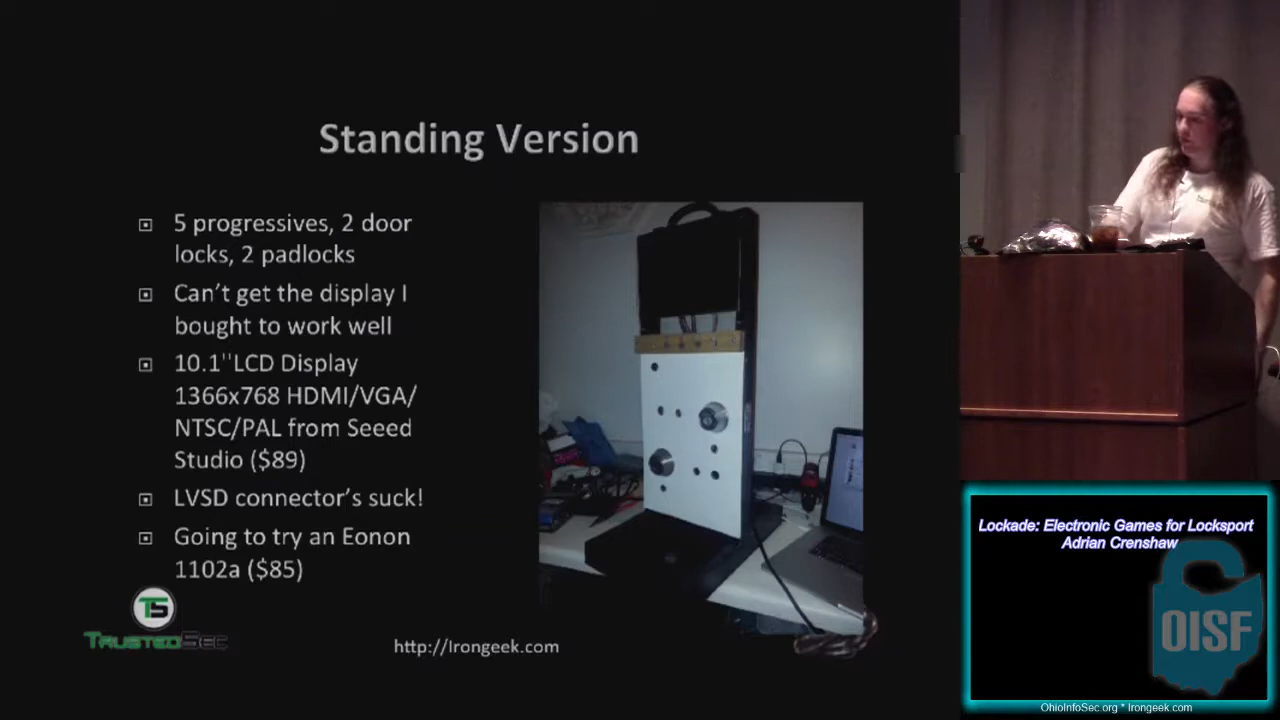 Standing Version
5 progressives, 2 door
locks, 2 padlocks
Can't get the display I
bought to work well
10.1''LCD Display
1366x768 HDMI/VGA/
NTSC/PAL from Seeed
Studio ($89)
LVSD connector's suck!
Going to try an Eonon
1102a ($85)
TS
TRUSTEDSEC
http://Irongeek.com
Lockade: Electronic Games for Locksport
Adrian Crenshaw
OISF
OhioInfoSec.org * Irongeek.com